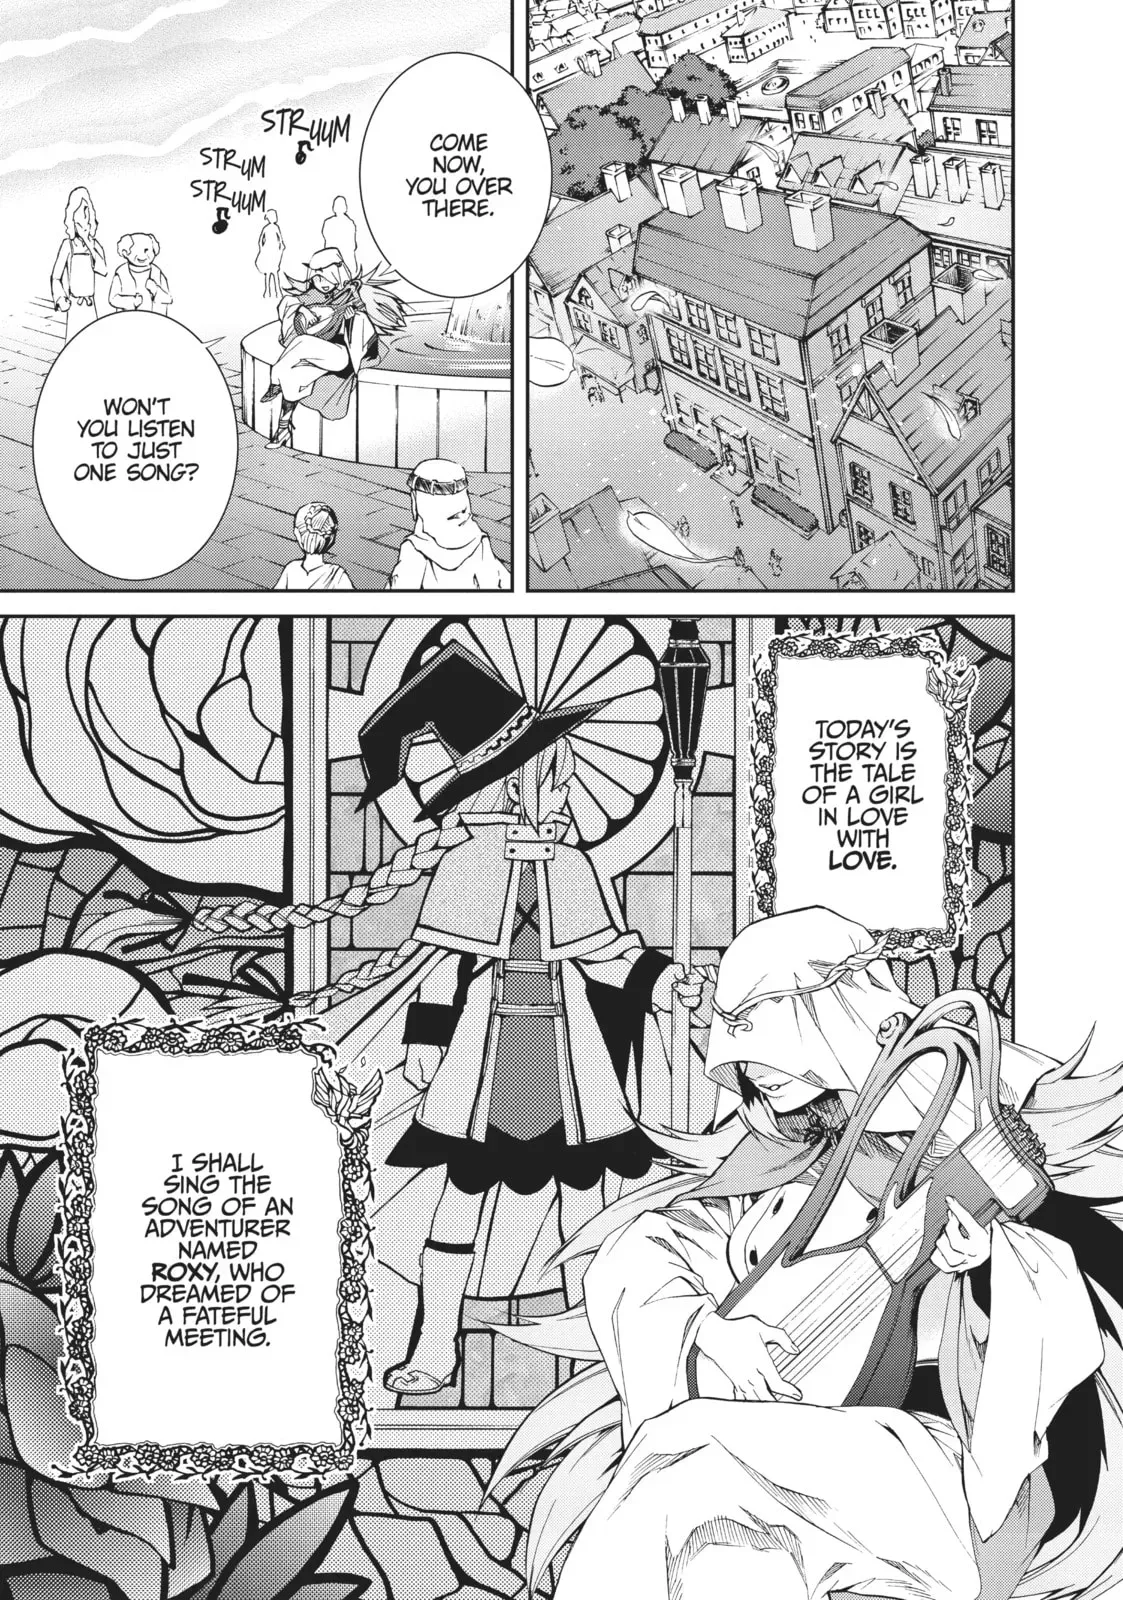 COME
NOW,
YOU OVER
THERE.
STRUUM
STRUM
STRUUM
WON'T
YOU LISTEN
TO JUST
ONE SONG?
TODAY'S
STORY IS
THE TALE
OF A GIRL
IN LOVE
WITH
LOVE.
I SHALL
SING THE
SONG OF AN
ADVENTURER
NAMED
ROXY, WHO
DREAMED OF
A FATEFUL
MEETING.